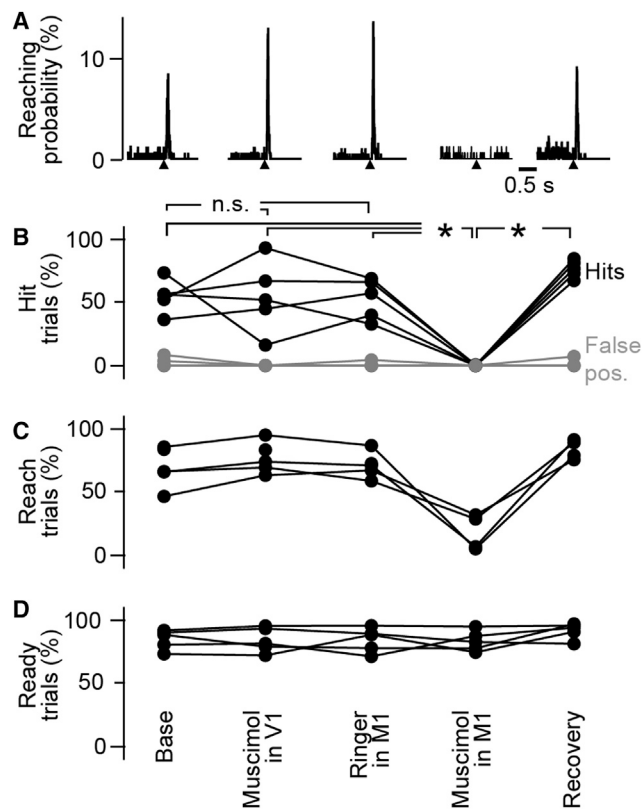 A
Reaching
probability (%)
10
0
0.5 s
n.s.
* *
B
Hit
trials (%)
100
50
0
Hits
False
pos.
C
Reach
trials (%)
100
50
0
D
Ready
trials (%)
100
50
0
Base
Muscimol
in V1
Ringer
in M1
Muscimol
in M1
Recovery